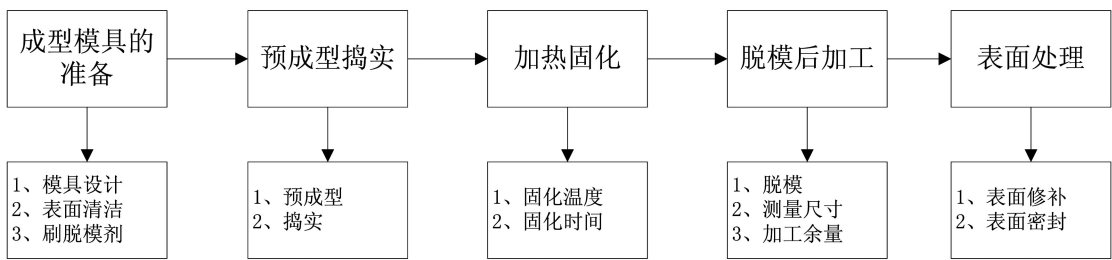 成型模具的
准备
预成型捣实
加热固化
脱模后加工
表面处理
1、模具设计
2、表面清洁
3、刷脱模剂
1、预成型
2、捣实
1、固化温度
2、固化时间
1、脱模
2、测量尺寸
3、加工余量
1、表面修补
2、表面密封